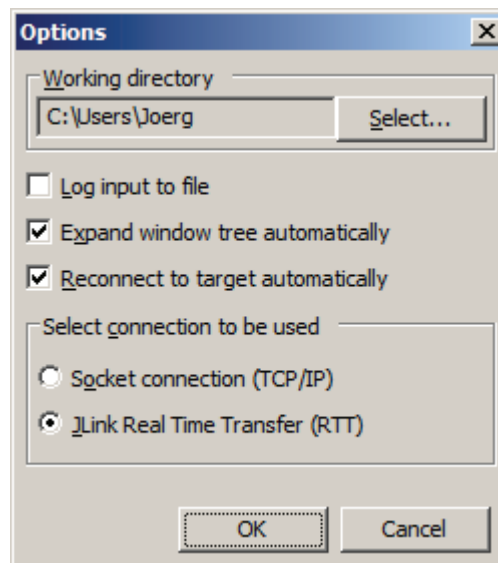 Options
Working directory
C:\Users\Joerg
Select...
Log input to file
Expand window tree automatically
Reconnect to target automatically
Select connection to be used
Socket connection (TCP/IP)
JLink Real Time Transfer (RTT)
OK
Cancel